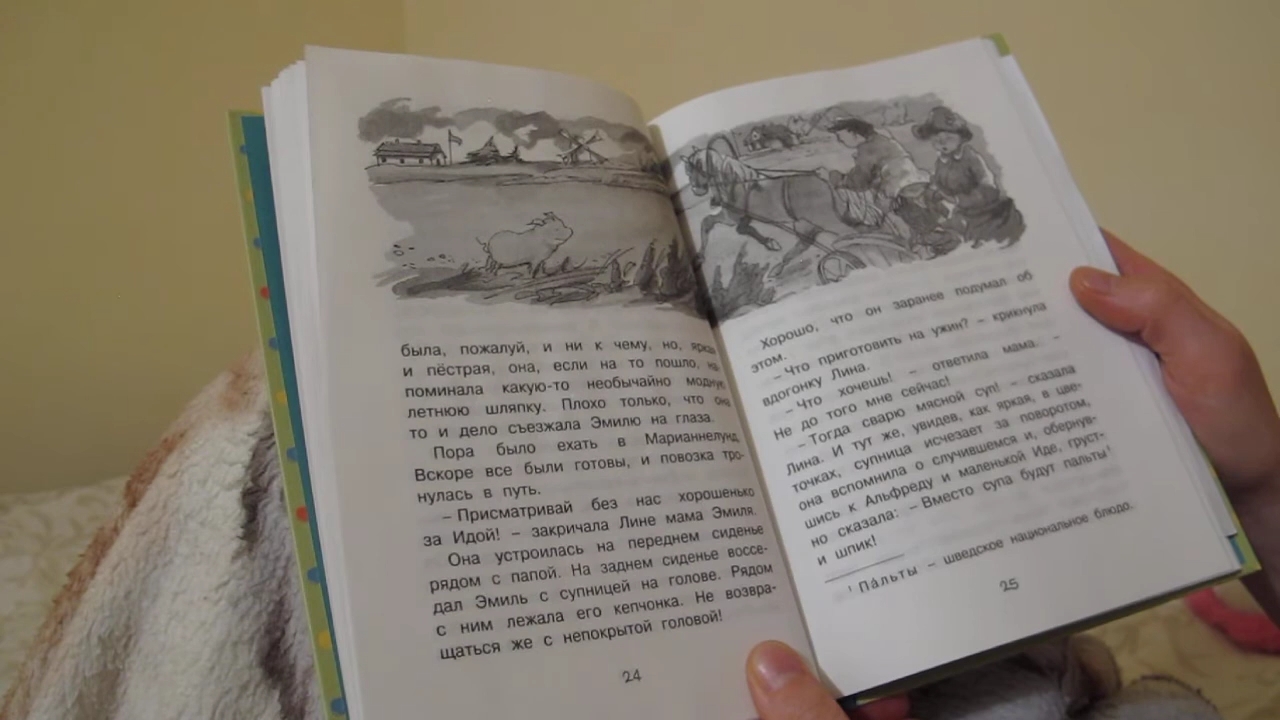 была, пожалуй, и ни к чему, но, яркая
и пёстрая, она, если на то пошло, на-
поминала какую-то необычайно модную
летнюю шляпку. Плохо только, что она
то и дело съезжала Эмилю на глаза.
Пора было ехать в Марианнелунд.
Вскоре все были готовы, и повозка тро-
нулась в путь.
– Присматривай без нас хорошенько
за Идой! – закричала Лине мама Эмиля.
Она устроилась на переднем сиденье
рядом с папой. На заднем сиденье воссе-
дал Эмиль с супницей на голове. Рядом
с ним лежала его кепчонка. Не возвра-
щаться же с непокрытой головой!
24
Хорошо, что он заранее подумал об
этом.
– Что приготовить на ужин? – крикнула
вдогонку Лина.
– Что хочешь! – ответила мама. –
Не до того мне сейчас!
– Тогда сварю мясной суп! – сказала
Лина. И тут же, увидев, как яркая, в цве-
точках, супница исчезает за поворотом,
она вспомнила о случившемся и, обернув-
шись к Альфреду и маленькой Иде, груст-
но сказала: – Вместо супа будут пальты¹
и шпик!
¹ Па́льты – шведское национальное блюдо.
25